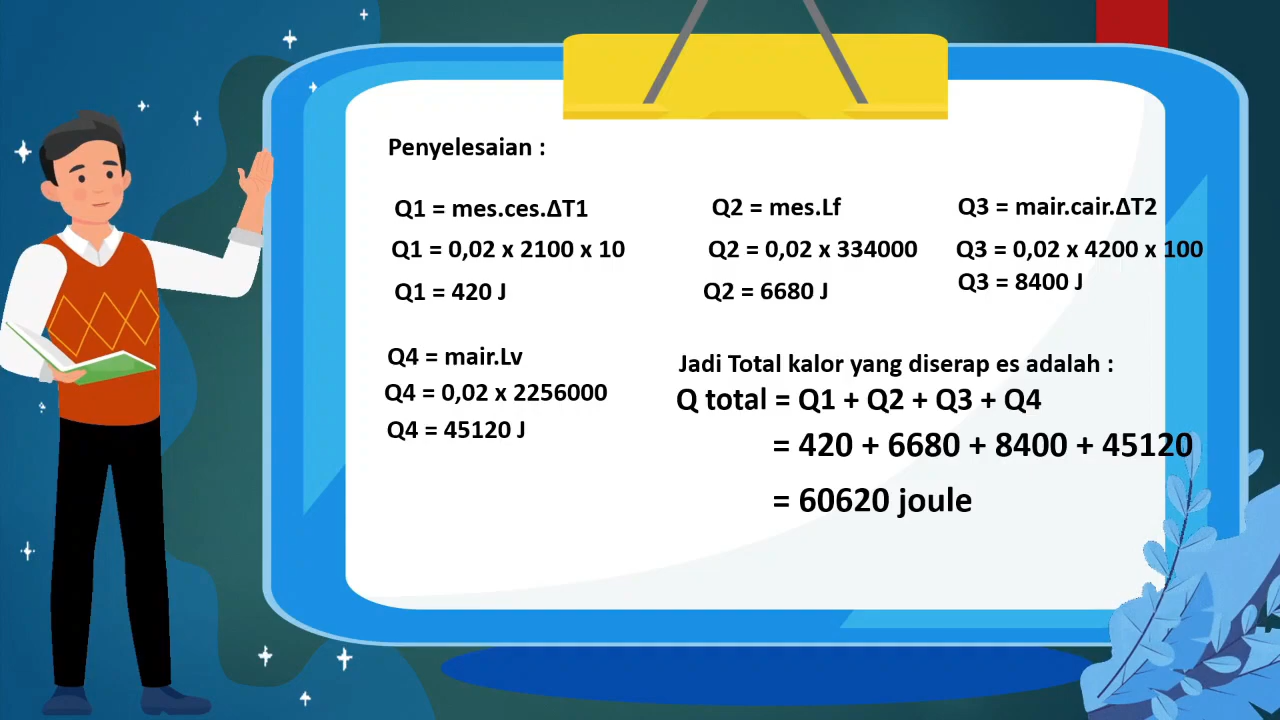 Penyelesaian :
Q1 = mes.ces.ΔT1
Q1 = 0,02 x 2100 x 10
Q1 = 420 J
Q2 = mes.Lf
Q2 = 0,02 x 334000
Q2 = 6680 J
Q3 = mair.cair.ΔT2
Q3 = 0,02 x 4200 x 100
Q3 = 8400 J
Q4 = mair.Lv
Q4 = 0,02 x 2256000
Q4 = 45120 J
Jadi Total kalor yang diserap es adalah :
Q total = Q1 + Q2 + Q3 + Q4
= 420 + 6680 + 8400 + 45120
= 60620 joule